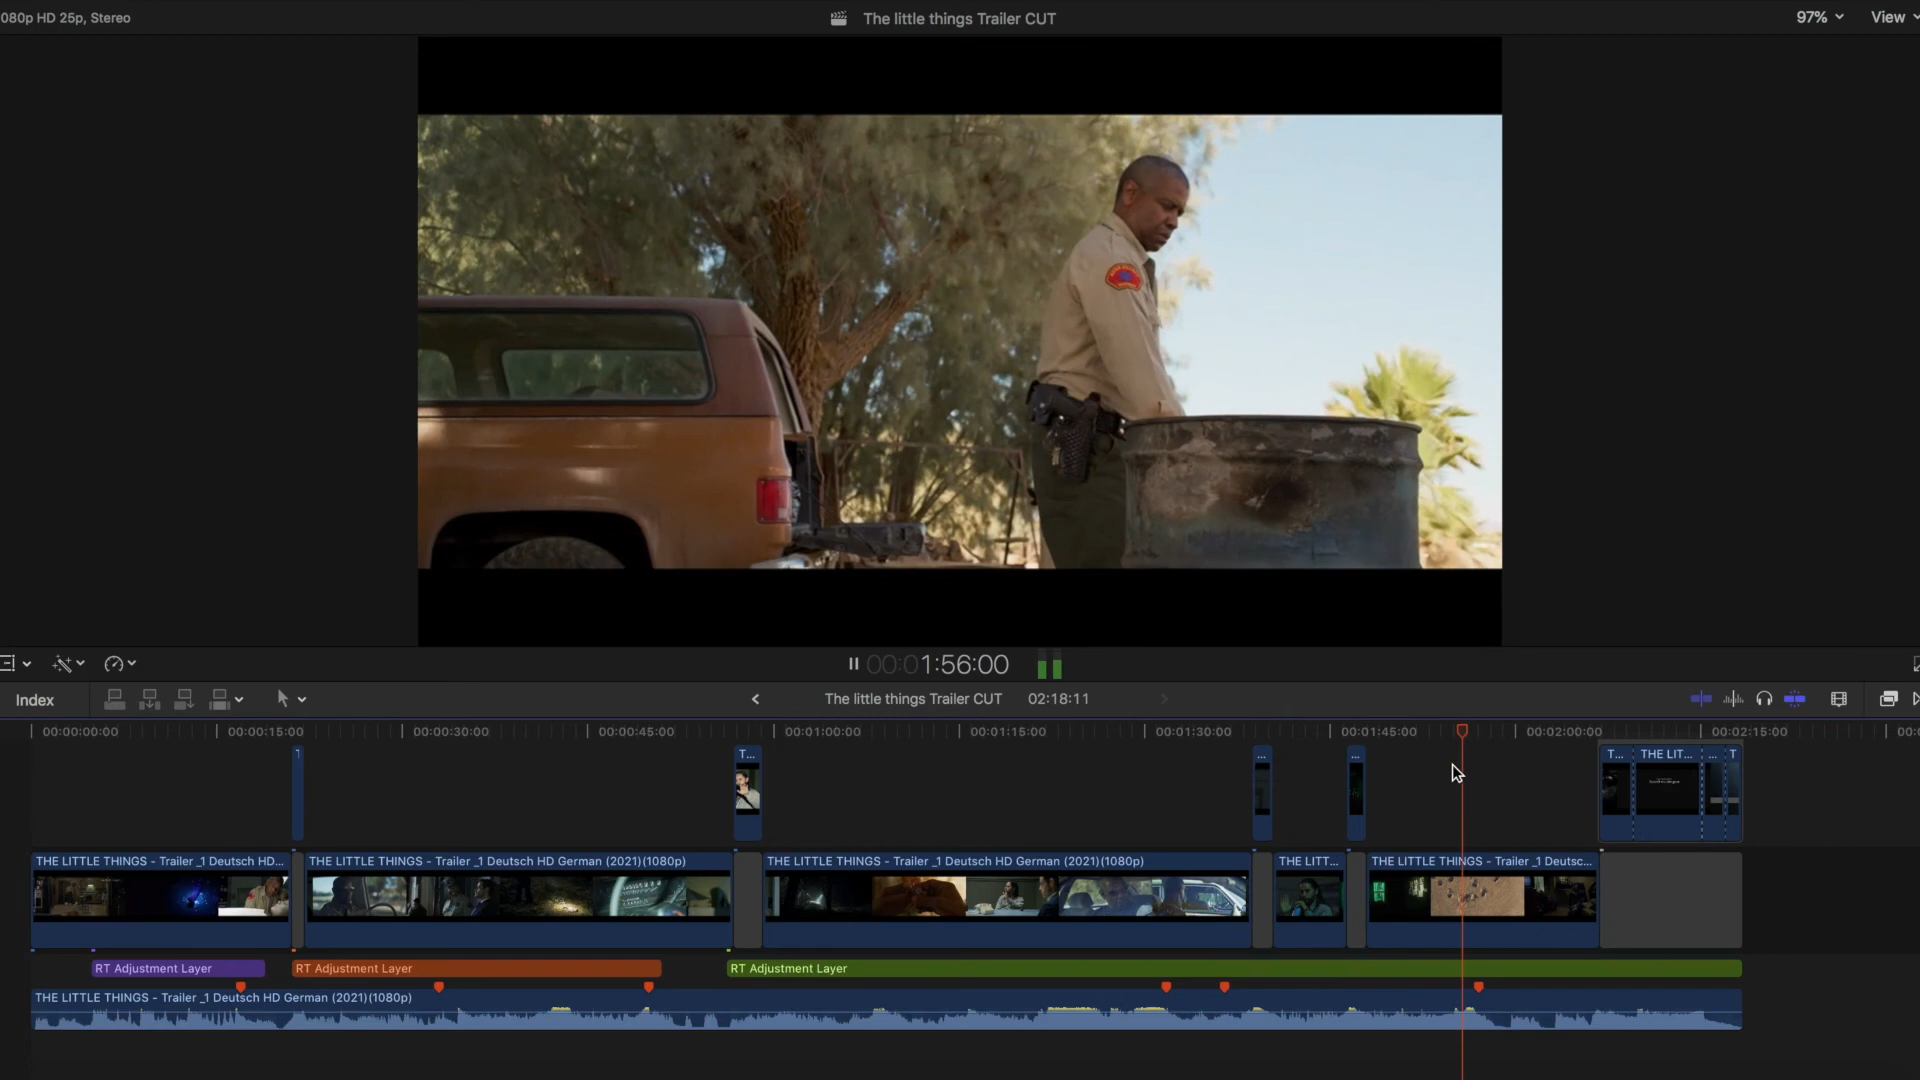 080p HD 25p, Stereo
The little things Trailer CUT
97%
View
00:01:56:00
Index
The little things Trailer CUT
02:18:11
00:00:00:00
00:00:15:00
00:00:30:00
00:00:45:00
00:01:00:00
00:01:15:00
00:01:30:00
00:01:45:00
00:02:00:00
00:02:15:00
00:0
T...
...
...
T...
THE LIT...
...
T
THE LITTLE THINGS - Trailer _1 Deutsch HD...
THE LITTLE THINGS - Trailer _1 Deutsch HD German (2021)(1080p)
THE LITTLE THINGS - Trailer _1 Deutsch HD German (2021)(1080p)
THE LITT...
THE LITTLE THINGS - Trailer _1 Deutsc...
RT Adjustment Layer
RT Adjustment Layer
RT Adjustment Layer
THE LITTLE THINGS - Trailer _1 Deutsch HD German (2021)(1080p)